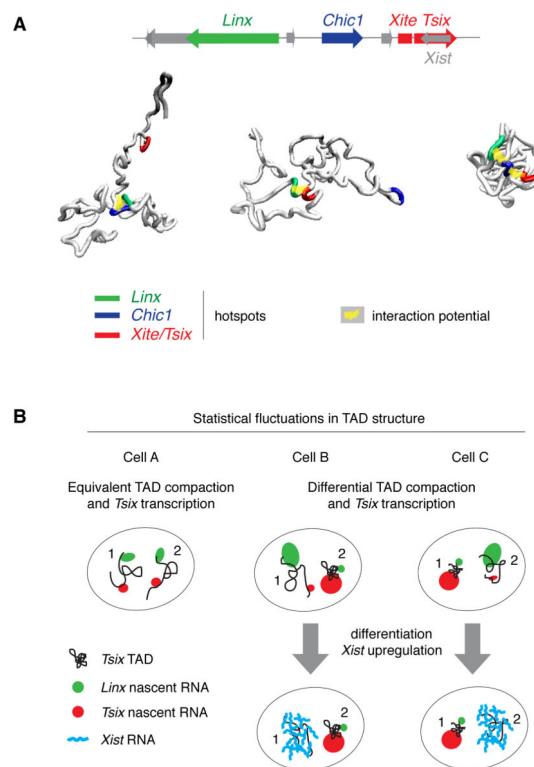 A
Linx
Chic1
Xite Tsix
Xist
Linx
Chic1
Xite/Tsix
hotspots
interaction potential
B
Statistical fluctuations in TAD structure
Cell A
Cell B
Cell C
Equivalent TAD compaction
and Tsix transcription
Differential TAD compaction
and Tsix transcription
1
2
1
2
1
2
differentiation
Xist upregulation
Tsix TAD
Linx nascent RNA
Tsix nascent RNA
Xist RNA
1
2
1
2